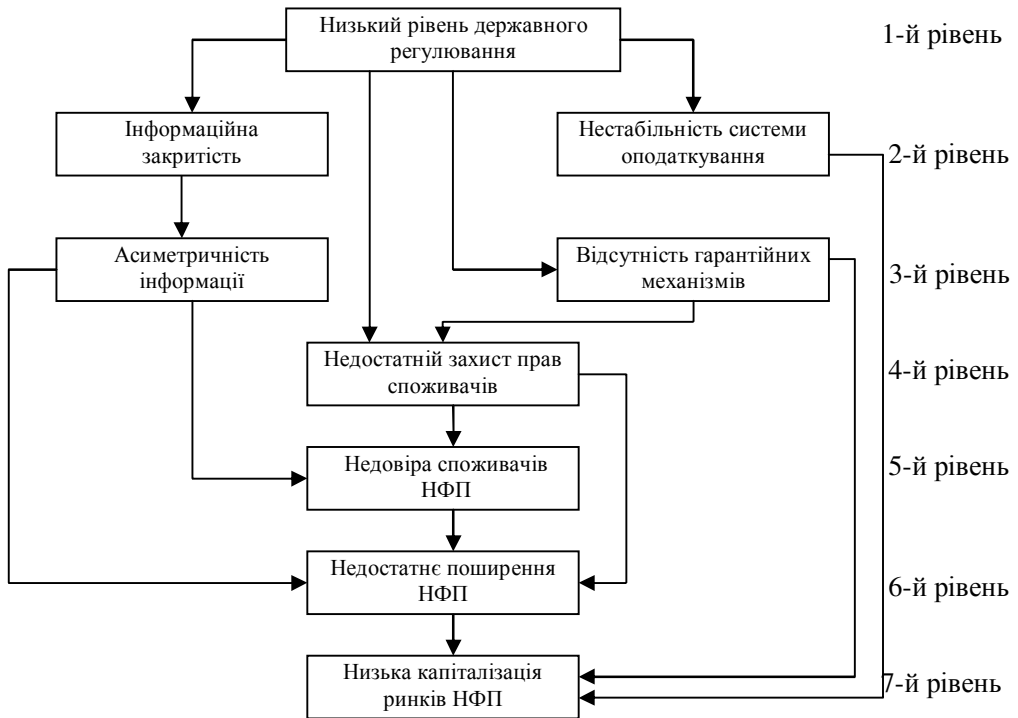 Низький рівень державного
регулювання
1-й рівень
Інформаційна
закритість
Нестабільність системи
оподаткування
2-й рівень
Асиметричність
інформації
Відсутність гарантійних
механізмів
3-й рівень
Недостатній захист прав
споживачів
4-й рівень
Недовіра споживачів
НФП
5-й рівень
Недостатнє поширення
НФП
6-й рівень
Низька капіталізація
ринків НФП
7-й рівень